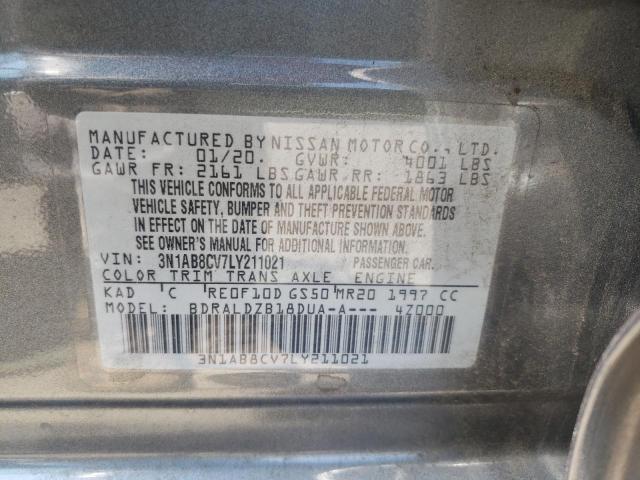 MANUFACTURED BY NISSAN MOTOR CO., LTD.
DATE: 01/20. GVWR: 4001 LBS
GAWR FR: 2161 LBS GAWR RR: 1863 LBS
THIS VEHICLE CONFORMS TO ALL APPLICABLE FEDERAL MOTOR
VEHICLE SAFETY, BUMPER AND THEFT PREVENTION STANDARDS
IN EFFECT ON THE DATE OF MANUFACTURE SHOWN ABOVE.
SEE OWNER'S MANUAL FOR ADDITIONAL INFORMATION.
VIN: 3N1AB8CV7LY211021 PASSENGER CAR.
COLOR TRIM TRANS AXLE ENGINE
KAD C RE0F10D GS50 MR20 1997 CC
MODEL: BDRALDZB18DUA-A--- 4Z000
3N1AB8CV7LY211021